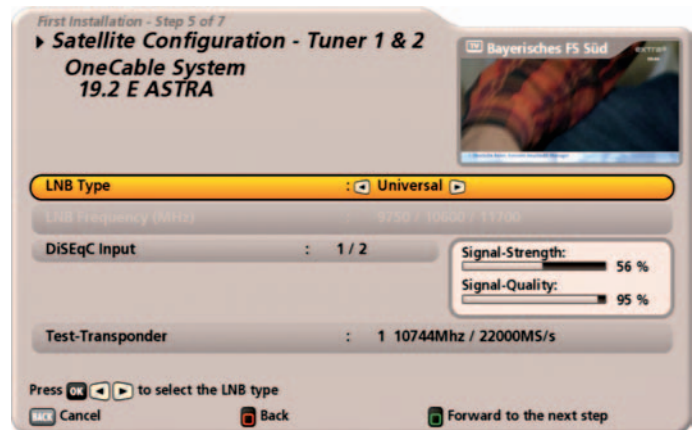 First Installation - Step 5 of 7
Satellite Configuration - Tuner 1 & 2
OneCable System
19.2 E ASTRA
TV Bayerisches FS Süd
extra
LNB Type : Universal
LNB Frequency (MHz) : 9750 / 10600 / 11700
DiSEqC Input : 1 / 2
Signal-Strength:
56 %
Signal-Quality:
95 %
Test-Transponder : 1 10744Mhz / 22000MS/s
Press OK to select the LNB type
BACK Cancel Back Forward to the next step